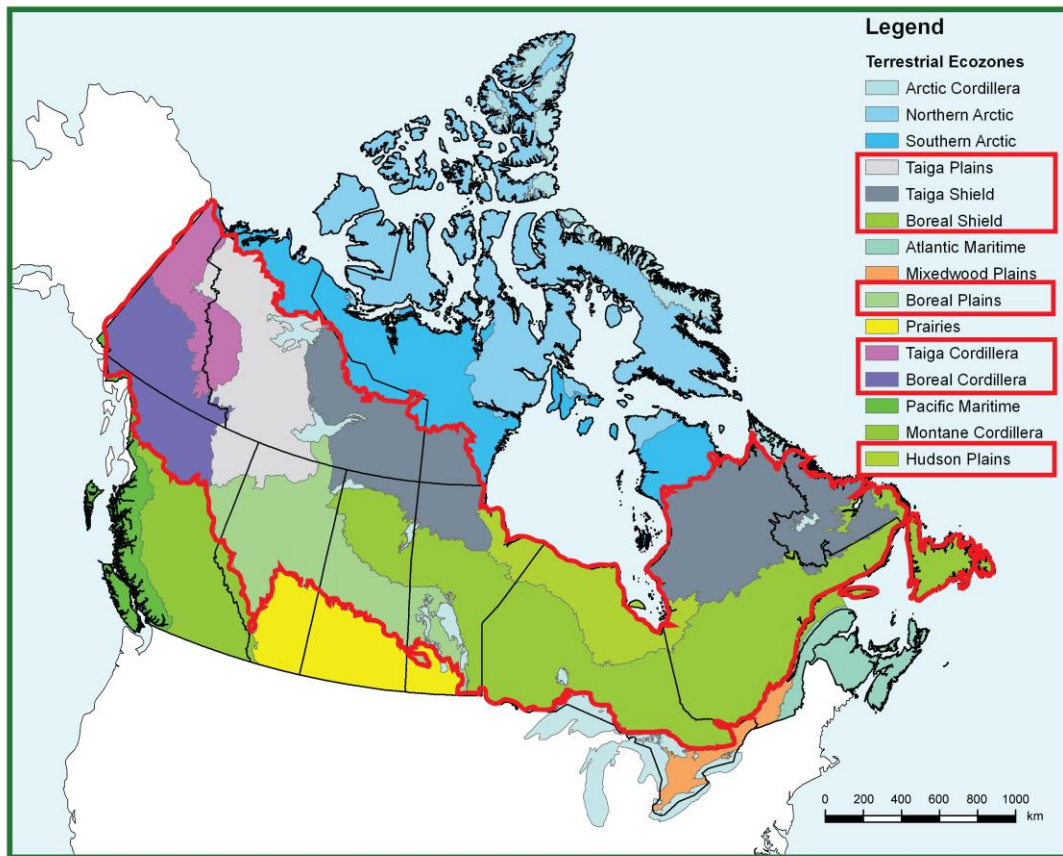 Legend
Terrestrial Ecozones
Arctic Cordillera
Northern Arctic
Southern Arctic
Taiga Plains
Taiga Shield
Boreal Shield
Atlantic Maritime
Mixedwood Plains
Boreal Plains
Prairies
Taiga Cordillera
Boreal Cordillera
Pacific Maritime
Montane Cordillera
Hudson Plains
0 200 400 600 800 1000
km